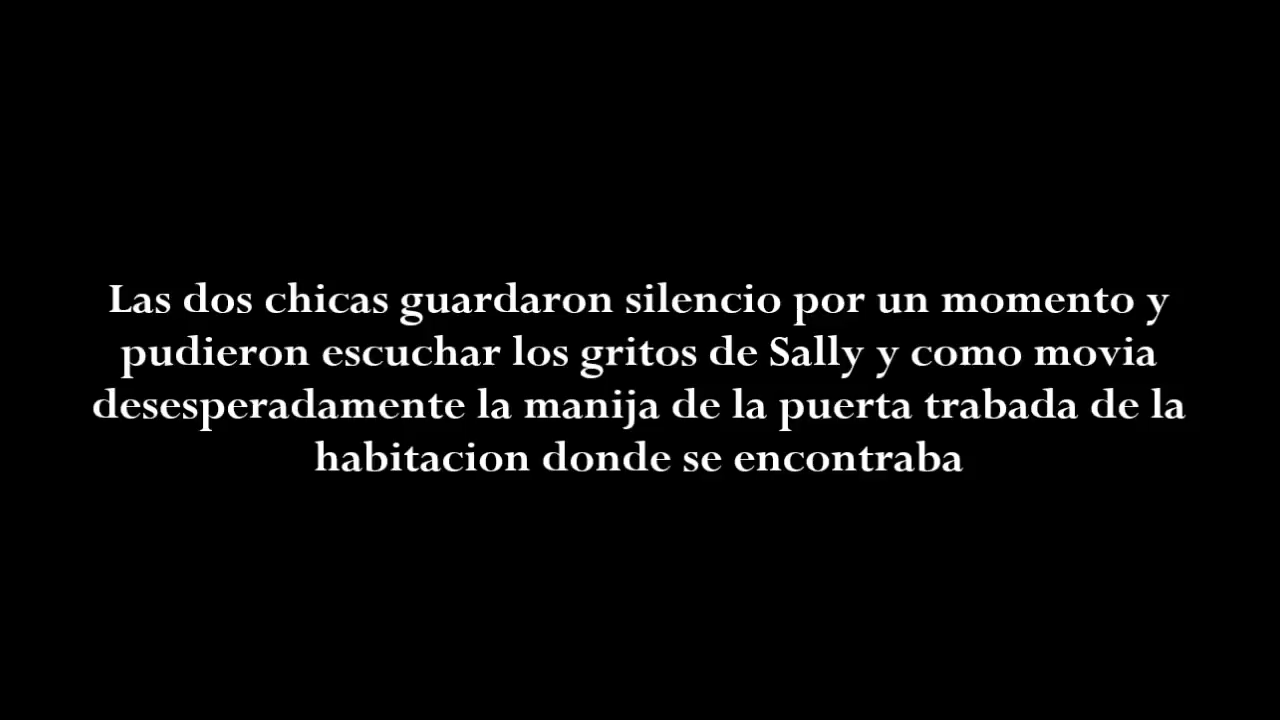 Las dos chicas guardaron silencio por un momento y
pudieron escuchar los gritos de Sally y como movia
desesperadamente la manija de la puerta trabada de la
habitacion donde se encontraba